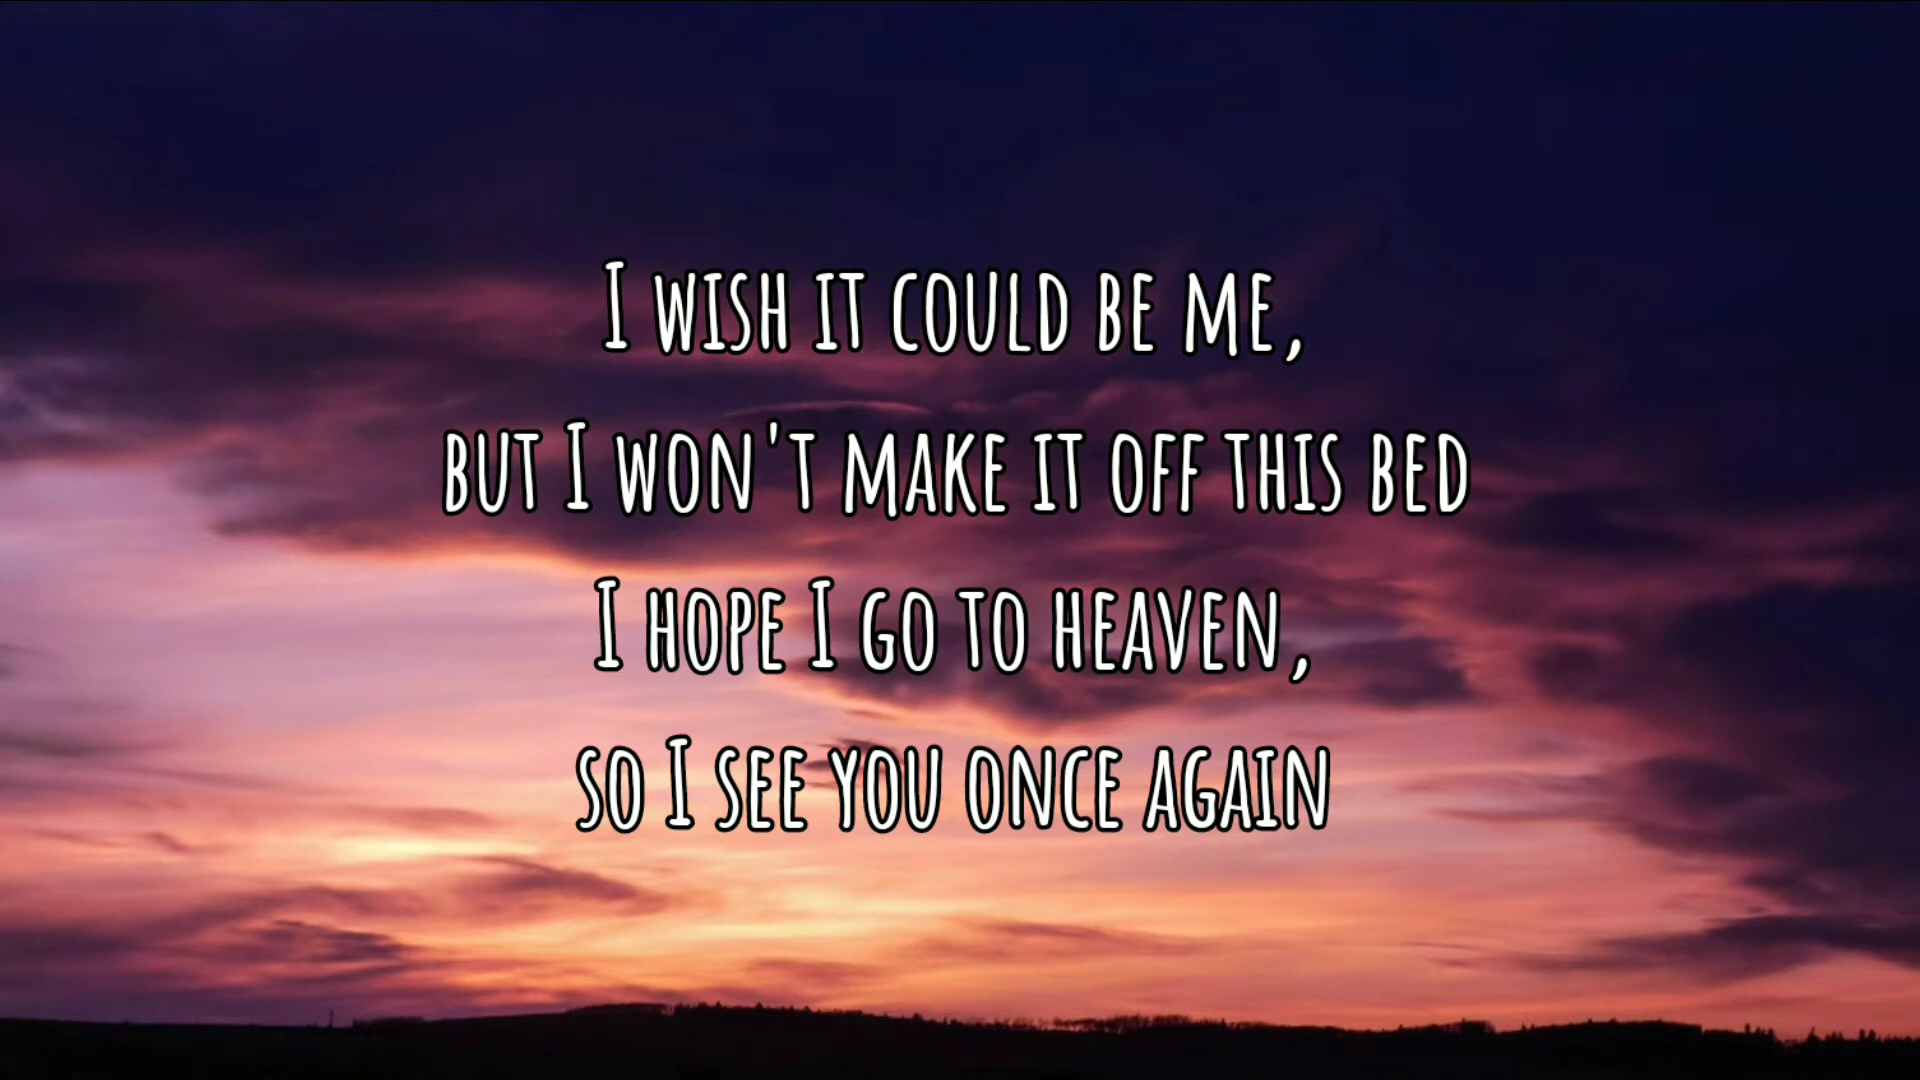 I WISH IT COULD BE ME,
BUT I WON'T MAKE IT OFF THIS BED
I HOPE I GO TO HEAVEN,
SO I SEE YOU ONCE AGAIN